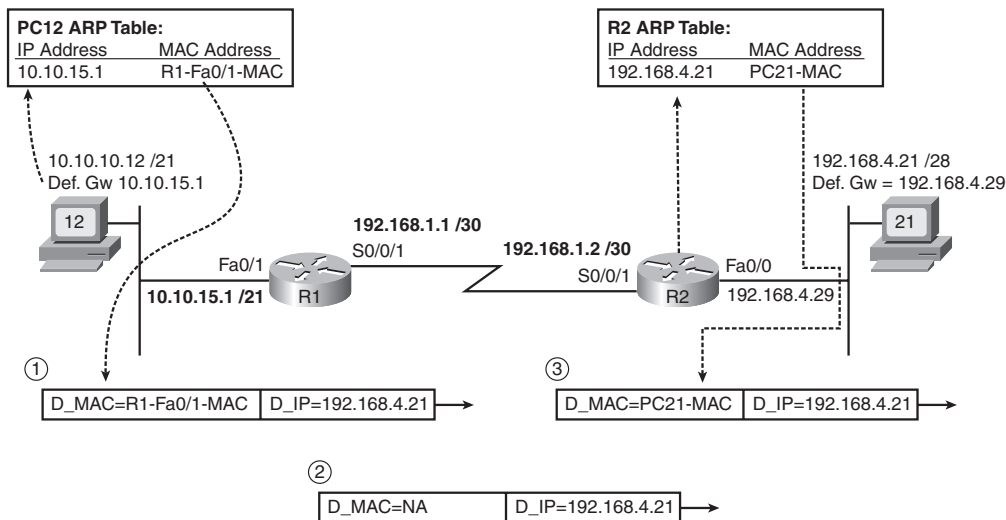 PC12 ARP Table:
IP Address MAC Address
10.10.15.1 R1-Fa0/1-MAC
R2 ARP Table:
IP Address MAC Address
192.168.4.21 PC21-MAC
10.10.10.12 /21
Def. Gw 10.10.15.1
192.168.4.21 /28
Def. Gw = 192.168.4.29
12
21
192.168.1.1 /30
S0/0/1
192.168.1.2 /30
S0/0/1
Fa0/1
10.10.15.1 /21
R1
R2
Fa0/0
192.168.4.29
1
D_MAC=R1-Fa0/1-MAC D_IP=192.168.4.21
3
D_MAC=PC21-MAC D_IP=192.168.4.21
2
D_MAC=NA D_IP=192.168.4.21